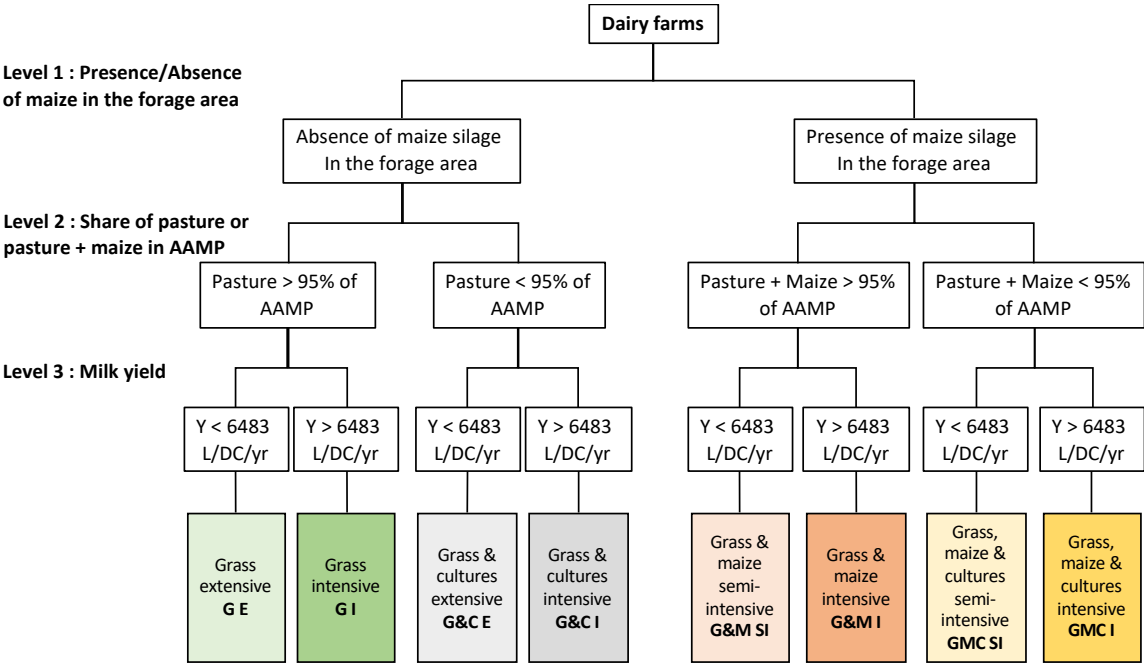 Dairy farms
Level 1 : Presence/Absence
of maize in the forage area
Absence of maize silage
In the forage area
Presence of maize silage
In the forage area
Level 2 : Share of pasture or
pasture + maize in AAMP
Pasture > 95% of
AAMP
Pasture < 95% of
AAMP
Pasture + Maize > 95%
of AAMP
Pasture + Maize < 95%
of AAMP
Level 3 : Milk yield
Y < 6483
L/DC/yr
Y > 6483
L/DC/yr
Y < 6483
L/DC/yr
Y > 6483
L/DC/yr
Y < 6483
L/DC/yr
Y > 6483
L/DC/yr
Y < 6483
L/DC/yr
Y > 6483
L/DC/yr
Grass
extensive
G E
Grass
intensive
G I
Grass &
cultures
extensive
G&C E
Grass &
cultures
intensive
G&C I
Grass &
maize
semi-
intensive
G&M SI
Grass &
maize
intensive
G&M I
Grass,
maize &
cultures
semi-
intensive
GMC SI
Grass,
maize &
cultures
intensive
GMC I